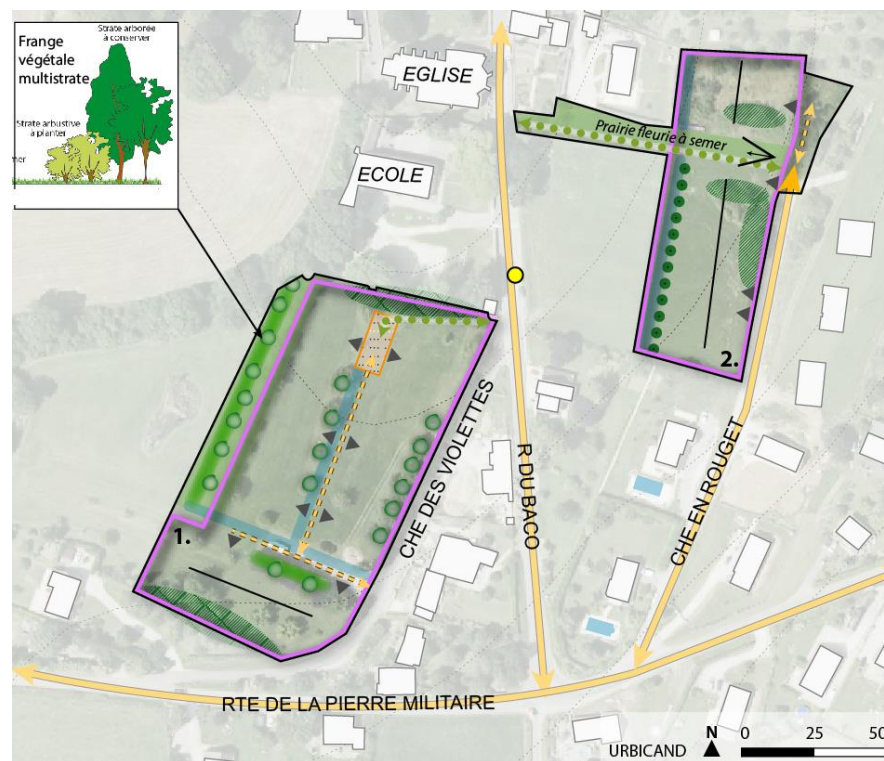 Frange
végétale
multistrate
Strate arborée
à conserver
Strate arbustive
à planter
EGLISE
ECOLE
Prairie fleurie à semer
1.
2.
CHE DES VIOLETTES
R DU BACO
CHE EN ROUGET
RTE DE LA PIERRE MILITAIRE
URBICAND
N
0 25 50